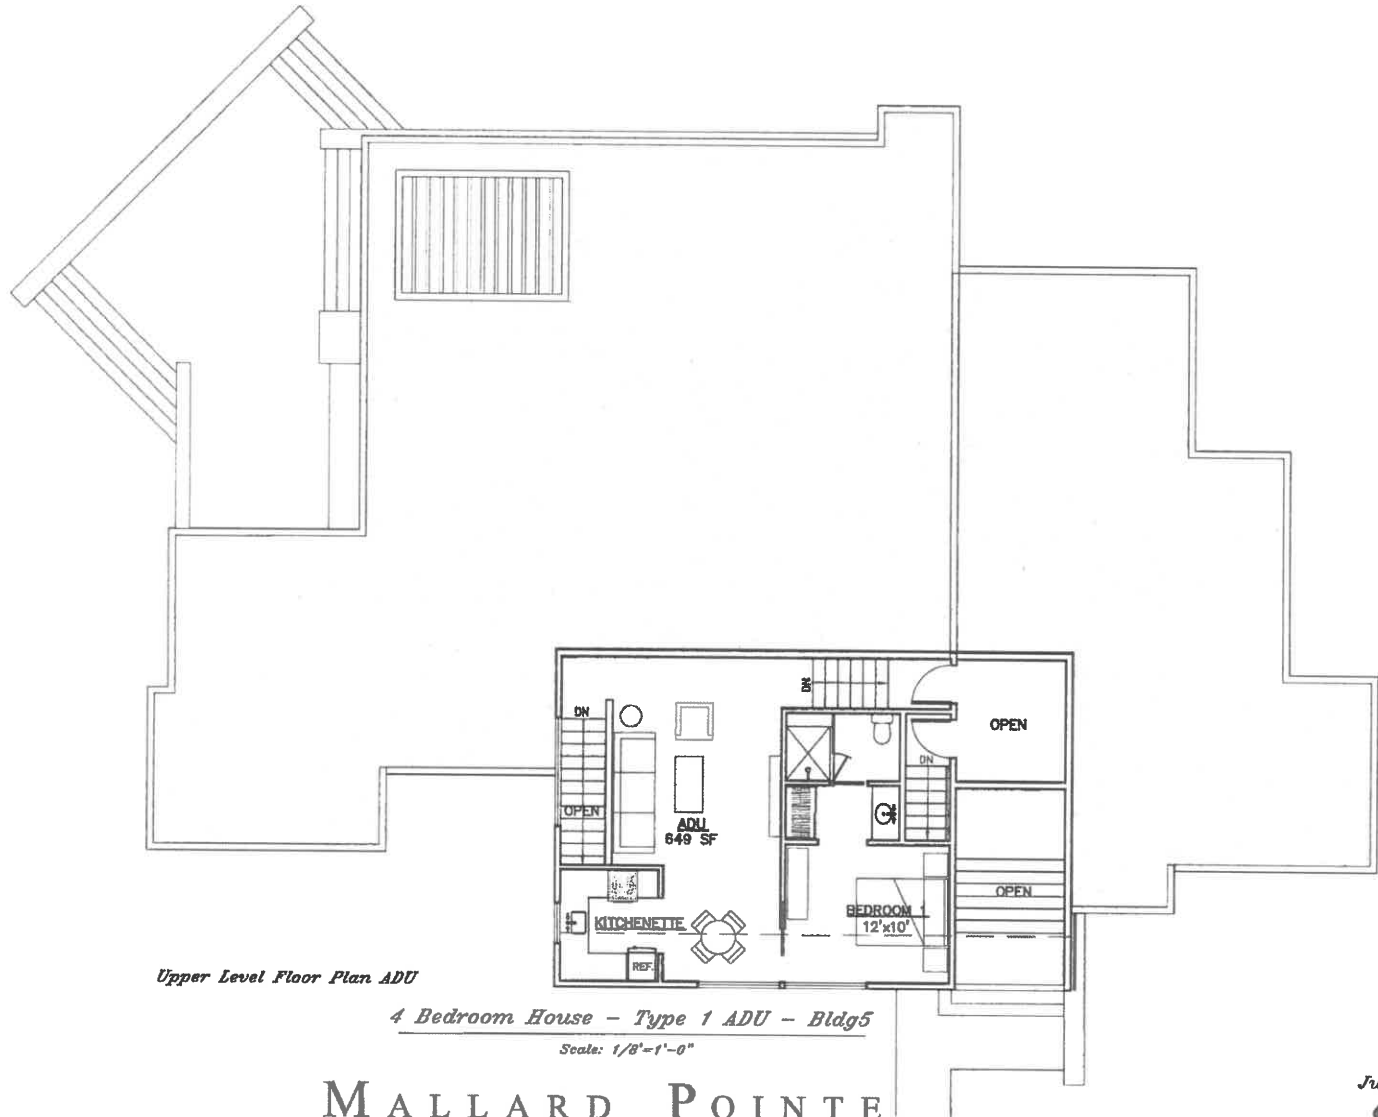 DN
DN
OPEN
DN
OPEN
ADU
649 SF
OPEN
BEDROOM 1
12'x10'
KITCHENETTE
REF.
Upper Level Floor Plan ADU
4 Bedroom House - Type 1 ADU - Bldg5
Scale: 1/8"=1'-0"
MALLARD POINTE